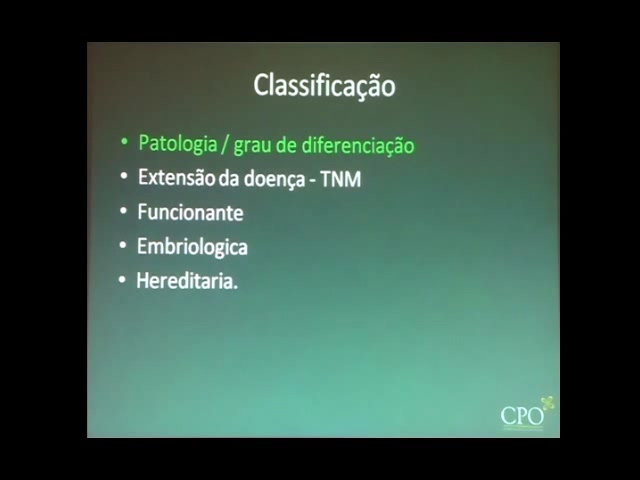 Classificação
• Patologia / grau de diferenciação
• Extensão da doença - TNM
• Funcionante
• Embriologica
• Hereditaria.
CPO